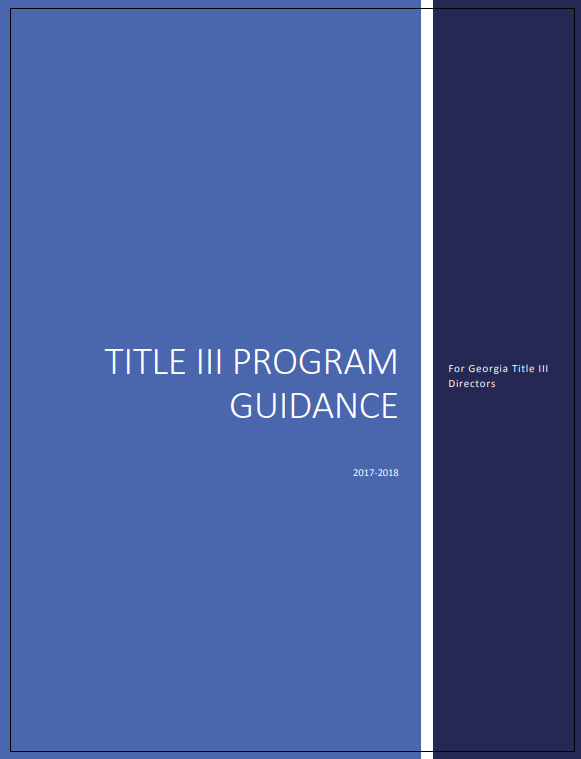 TITLE III PROGRAM
GUIDANCE
2017-2018
For Georgia Title III
Directors